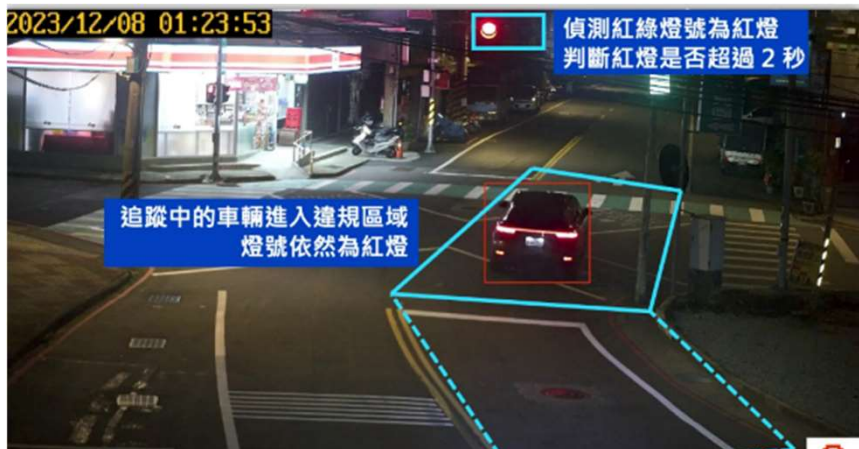 2023/12/08 01:23:53
偵測紅綠燈號為紅燈
判斷紅燈是否超過 2 秒
追蹤中的車輛進入違規區域
燈號依然為紅燈